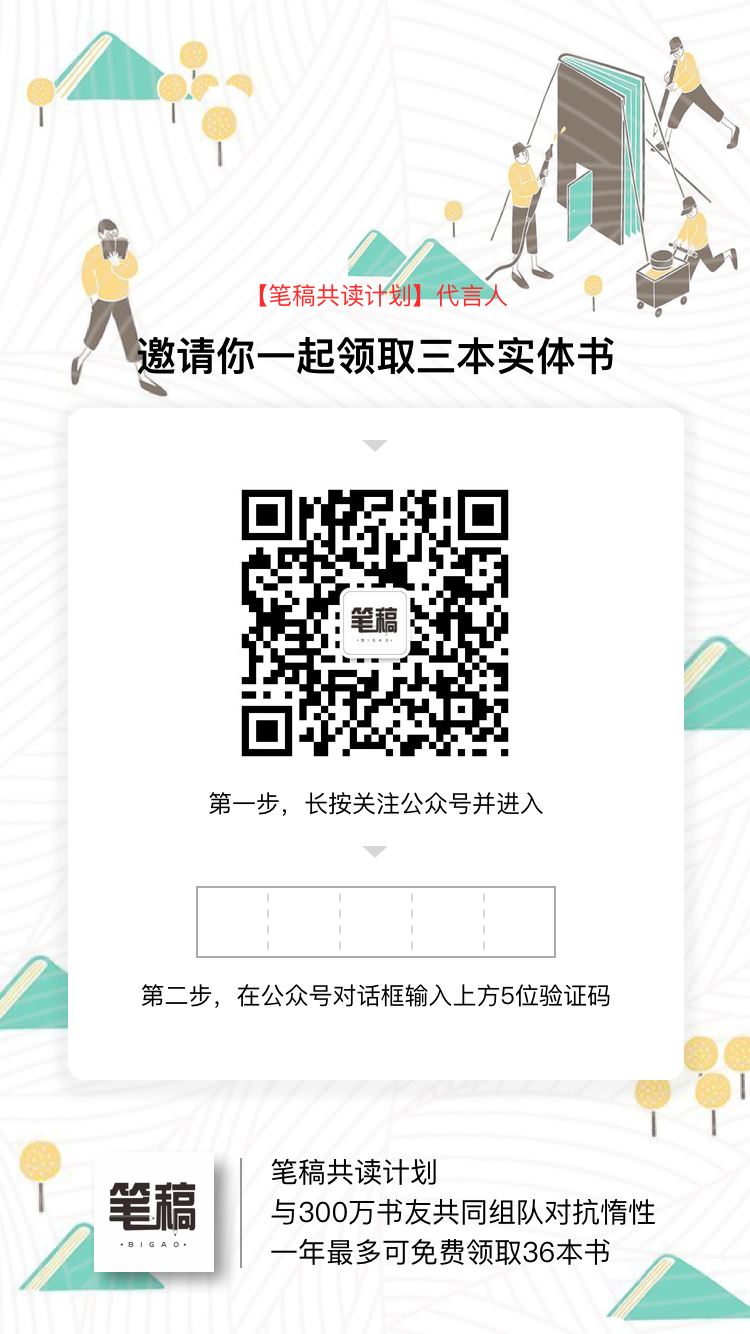 【笔稿共读计划】代言人
邀请你一起领取三本实体书
笔稿
·BIGAO·
第一步，长按关注公众号并进入
第二步，在公众号对话框输入上方5位验证码
笔稿
·BIGAO·
笔稿共读计划
与300万书友共同组队对抗惰性
一年最多可免费领取36本书